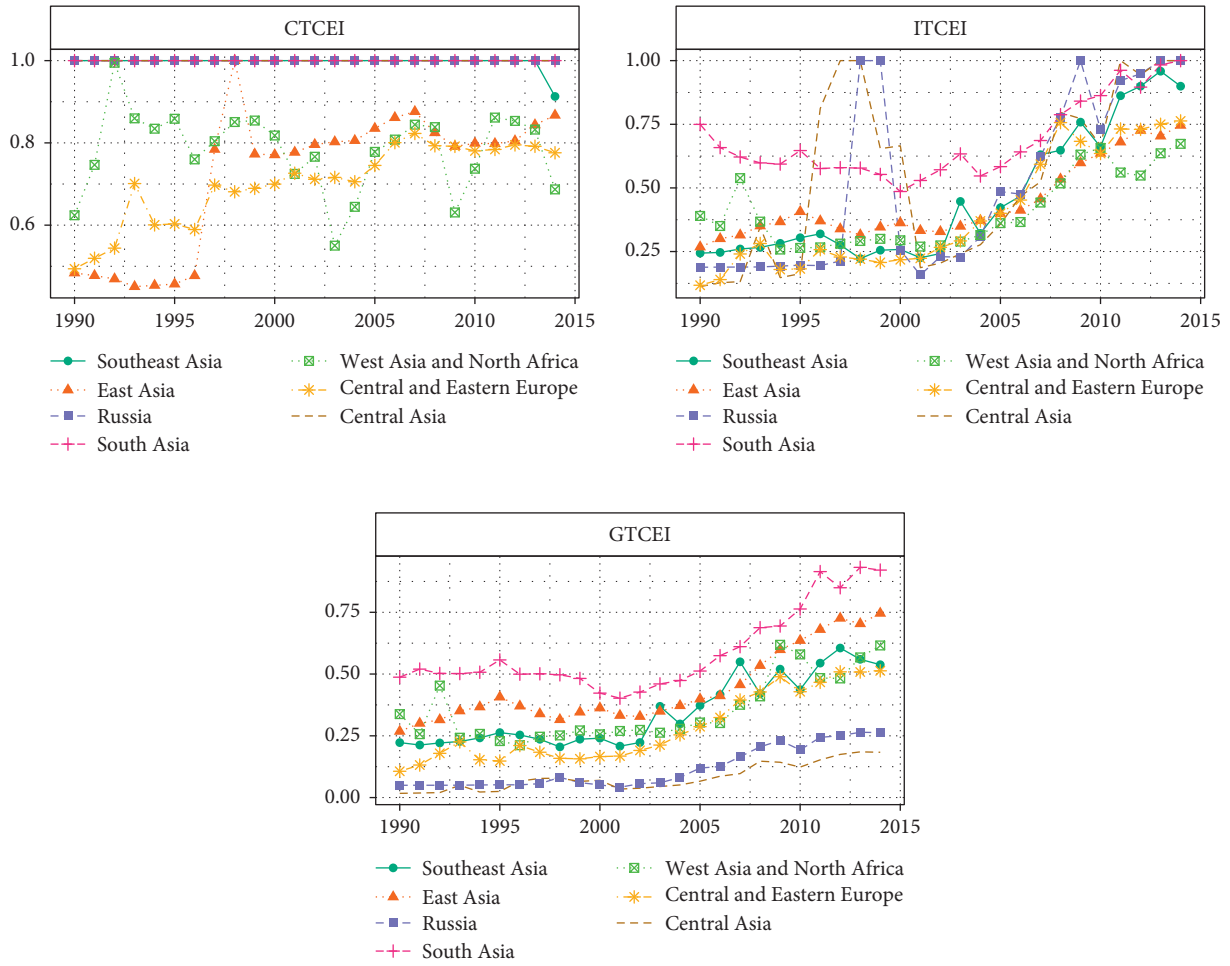 CTCEI
1.0
0.8
0.6
1990 1995 2000 2005 2010 2015
Southeast Asia
East Asia
Russia
South Asia
West Asia and North Africa
Central and Eastern Europe
Central Asia
ITCEI
1.00
0.75
0.50
0.25
1990 1995 2000 2005 2010 2015
Southeast Asia
East Asia
Russia
South Asia
West Asia and North Africa
Central and Eastern Europe
Central Asia
GTCEI
0.75
0.50
0.25
0.00
1990 1995 2000 2005 2010 2015
Southeast Asia
East Asia
Russia
South Asia
West Asia and North Africa
Central and Eastern Europe
Central Asia